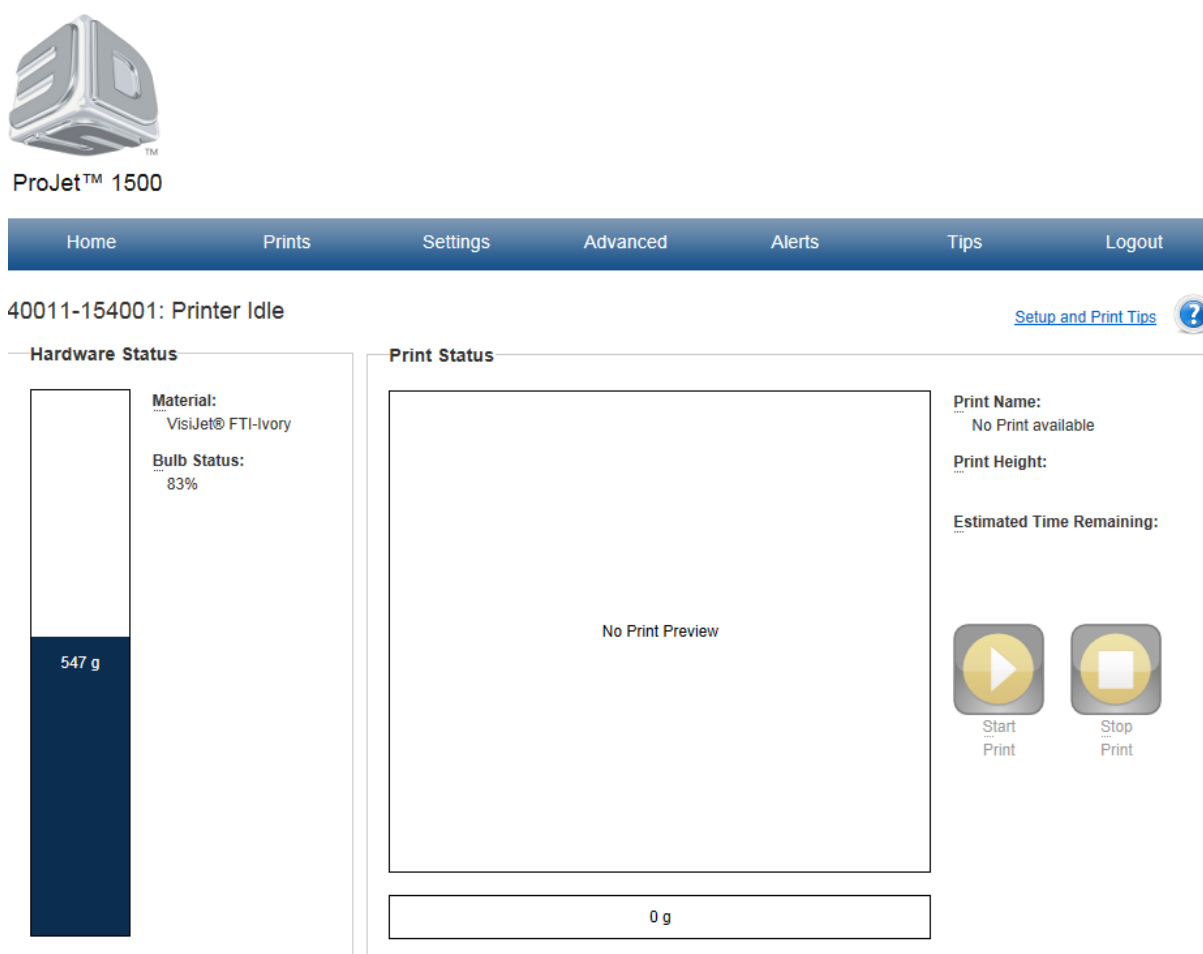 3DS
TM
ProJet™ 1500
Home Prints Settings Advanced Alerts Tips Logout
40011-154001: Printer Idle
Setup and Print Tips ?
Hardware Status
Material:
VisiJet® FTI-Ivory
Bulb Status:
83%
547 g
Print Status
No Print Preview
0 g
Print Name:
No Print available
Print Height:
Estimated Time Remaining:
Start
Print
Stop
Print